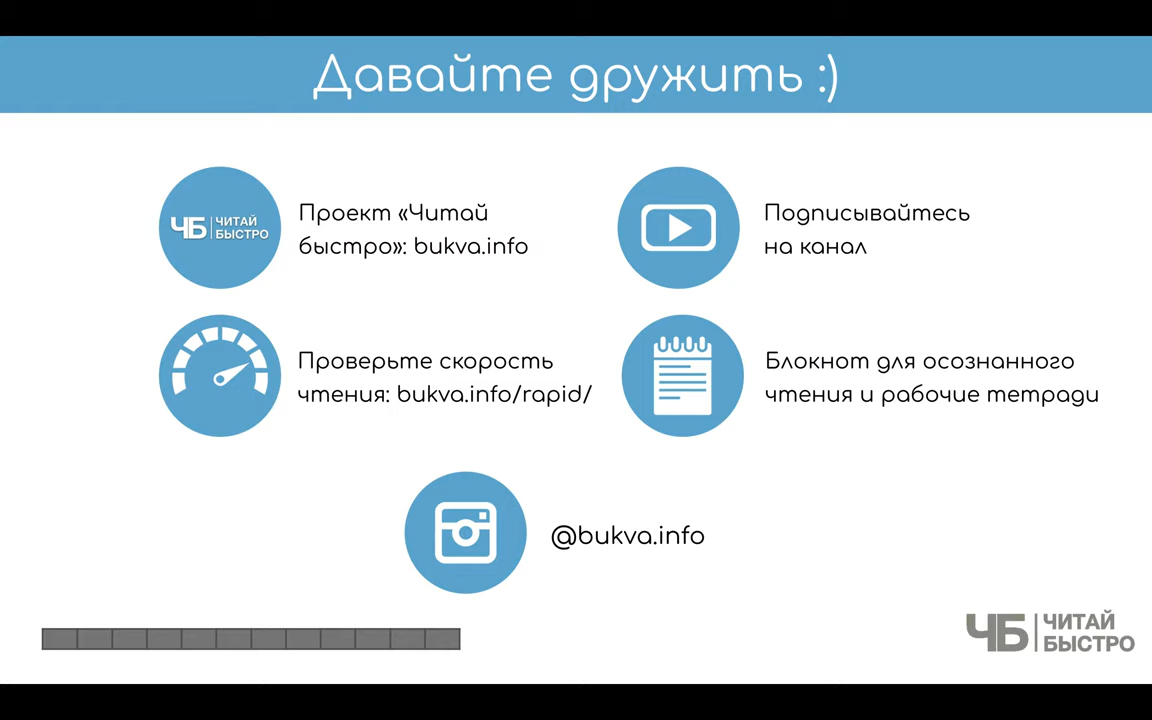 Давайте дружить :)
ЧБ ЧИТАЙ
БЫСТРО
Проект «Читай
быстро»: bukva.info
Подписывайтесь
на канал
Проверьте скорость
чтения: bukva.info/rapid/
Блокнот для осознанного
чтения и рабочие тетради
@bukva.info
ЧБ ЧИТАЙ
БЫСТРО